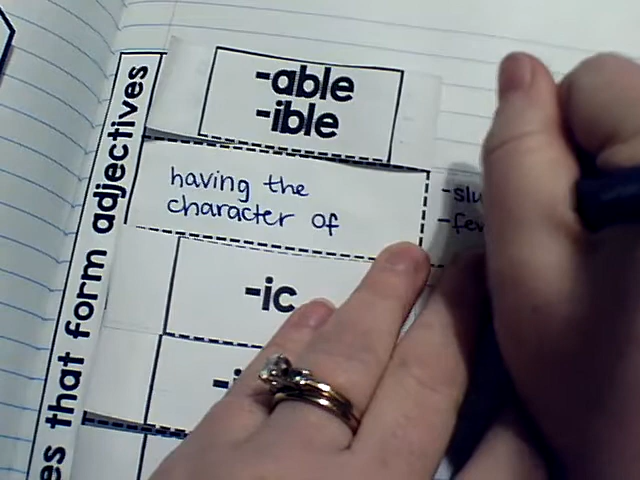 -able
-ible
having the
character of
-ic
es that form adjectives